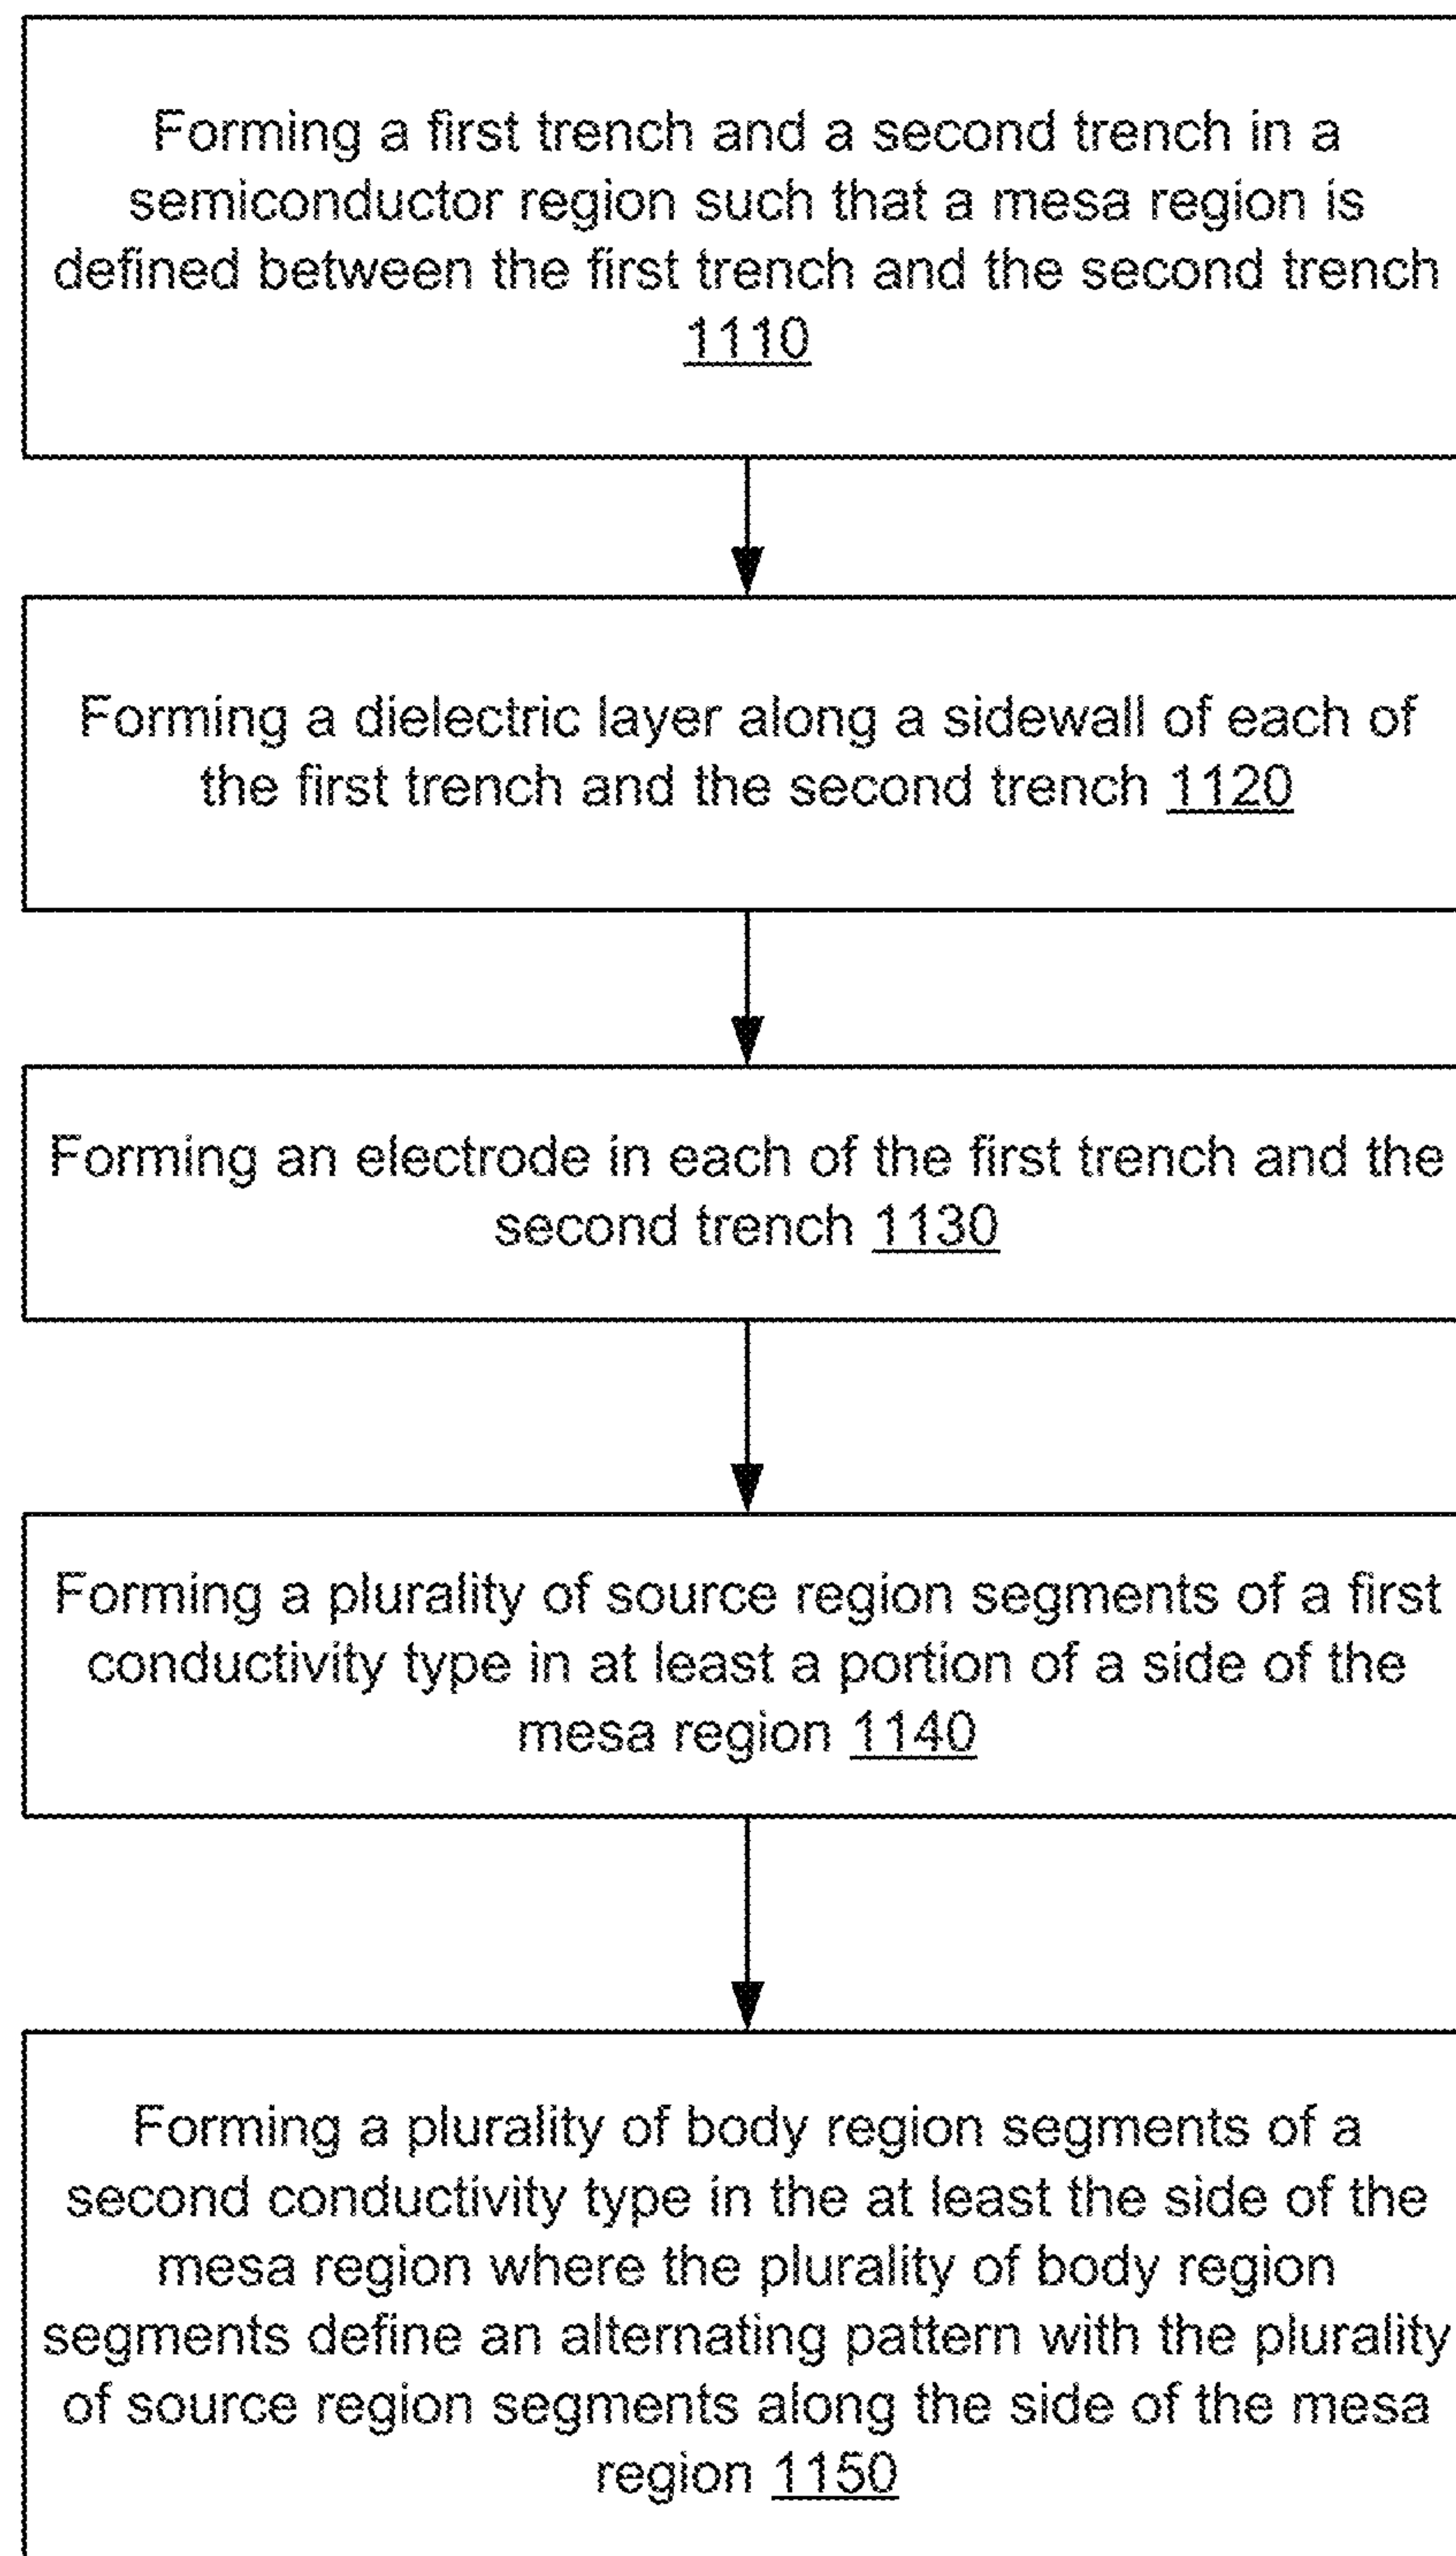 Forming a first trench and a second trench in a
semiconductor region such that a mesa region is
defined between the first trench and the second trench
1110
Forming a dielectric layer along a sidewall of each of
the first trench and the second trench 1120
Forming an electrode in each of the first trench and the
second trench 1130
Forming a plurality of source region segments of a first
conductivity type in at least a portion of a side of the
mesa region 1140
Forming a plurality of body region segments of a
second conductivity type in the at least the side of the
mesa region where the plurality of body region
segments define an alternating pattern with the plurality
of source region segments along the side of the mesa
region 1150